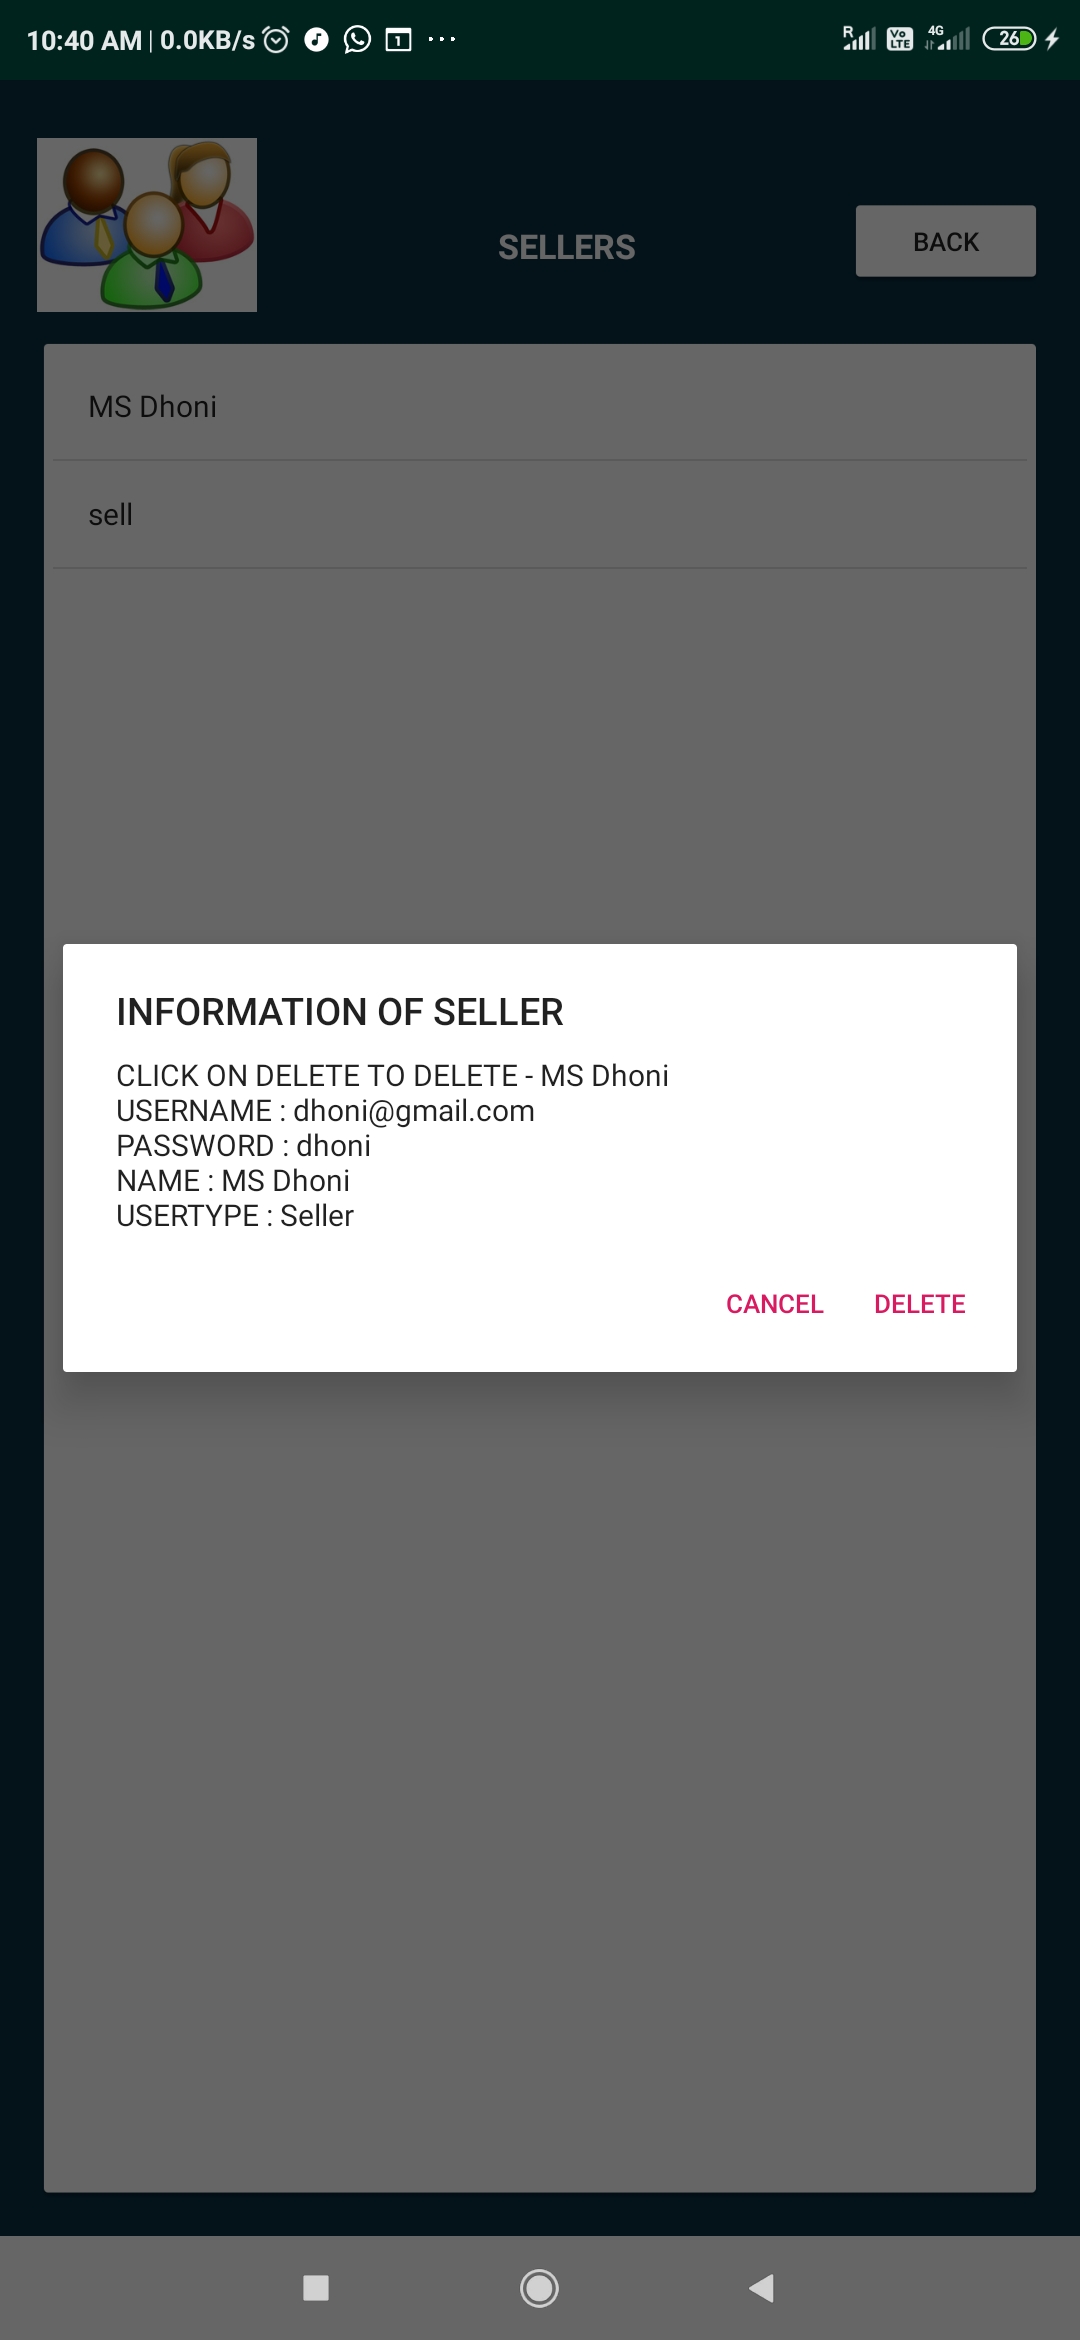 10:40 AM | 0.0KB/s
R
Vo
LTE
4G
26
SELLERS
BACK
MS Dhoni
sell
INFORMATION OF SELLER
CLICK ON DELETE TO DELETE - MS Dhoni
USERNAME : dhoni@gmail.com
PASSWORD : dhoni
NAME : MS Dhoni
USERTYPE : Seller
CANCEL DELETE